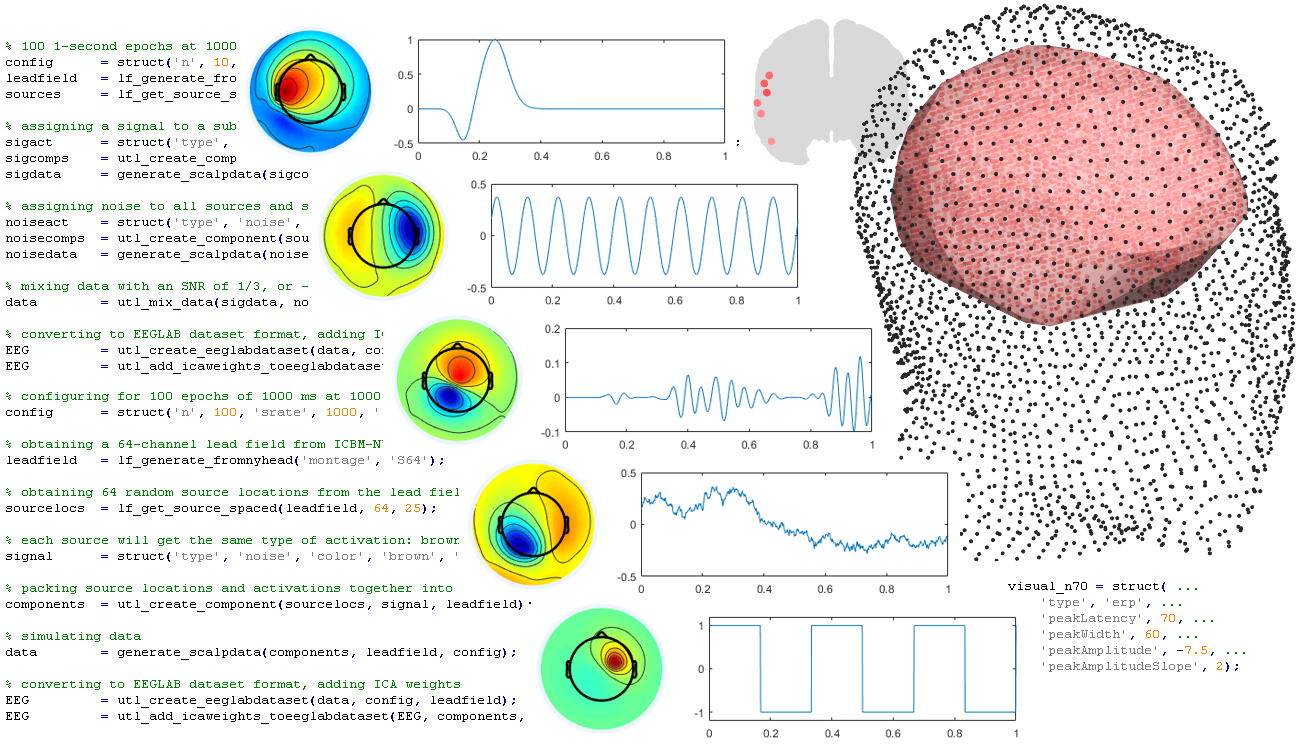 % 100 1-second epochs at 1000
config      = struct('n', 10,
leadfield   = lf_generate_fro
sources     = lf_get_source_s
% assigning a signal to a sub
sigact      = struct('type',
sigcomps    = utl_create_comp
sigdata     = generate_scalpdata(sigco
;
% assigning noise to all sources and s
noiseact    = struct('type', 'noise',
noisecomps  = utl_create_component(sou
noisedata   = generate_scalpdata(noise
% mixing data with an SNR of 1/3, or -
data        = utl_mix_data(sigdata, no
% converting to EEGLAB dataset format, adding IC
EEG         = utl_create_eeglabdataset(data, co
EEG         = utl_add_icaweights_toeeglabdataset
% configuring for 100 epochs of 1000 ms at 1000
config      = struct('n', 100, 'srate', 1000, '
% obtaining a 64-channel lead field from ICBM-NY
leadfield   = lf_generate_fromnyhead('montage', 'S64');
% obtaining 64 random source locations from the lead fiel
sourcelocs  = lf_get_source_spaced(leadfield, 64, 25);
% each source will get the same type of activation: brown
signal      = struct('type', 'noise', 'color', 'brown', '
% packing source locations and activations together into
components  = utl_create_component(sourcelocs, signal, leadfield)
% simulating data
data        = generate_scalpdata(components, leadfield, config);
% converting to EEGLAB dataset format, adding ICA weights
EEG         = utl_create_eeglabdataset(data, config, leadfield);
EEG         = utl_add_icaweights_toeeglabdataset(EEG, components,
1
0.5
0
-0.5
0 0.2 0.4 0.6 0.8 1
0.5
0
-0.5
0 0.2 0.4 0.6 0.8 1
0.2
0.1
0
-0.1
0 0.2 0.4 0.6 0.8 1
0.5
0
-0.5
0 0.2 0.4 0.6 0.8 1
1
0
-1
0 0.2 0.4 0.6 0.8 1
visual_n70 = struct( ...
'type', 'erp', ...
'peakLatency', 70, ...
'peakWidth', 60, ...
'peakAmplitude', -7.5, ...
'peakAmplitudeSlope', 2);